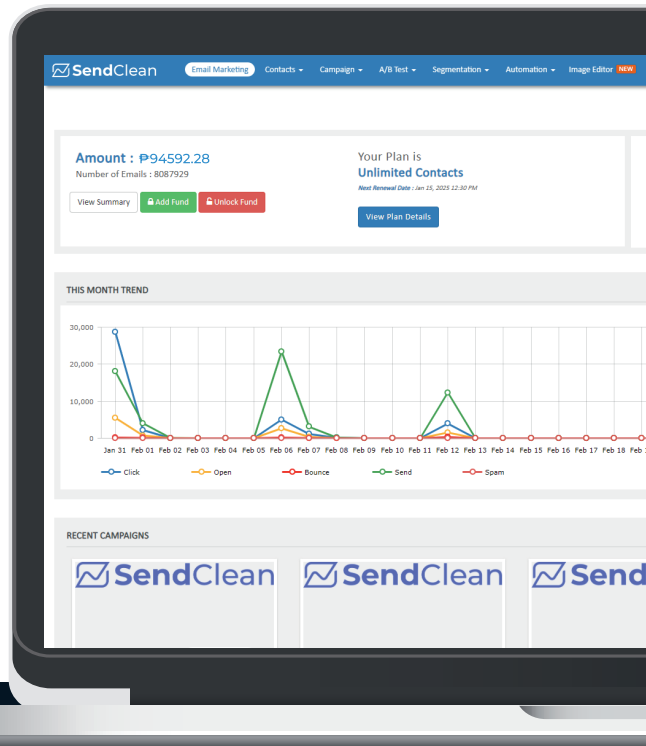 SendClean
Email Marketing Contacts Campaign A/B Test Segmentation Automation Image Editor NEW
Amount : ₱94592.28
Number of Emails : 8087929
View Summary Add Fund Unlock Fund
Your Plan is
Unlimited Contacts
Next Renewal Date : Jan 15, 2025 12:30 PM
View Plan Details
THIS MONTH TREND
30,000
20,000
10,000
0
Jan 31 Feb 01 Feb 02 Feb 03 Feb 04 Feb 05 Feb 06 Feb 07 Feb 08 Feb 09 Feb 10 Feb 11 Feb 12 Feb 13 Feb 14 Feb 15 Feb 16 Feb 17 Feb 18 Feb
Click Open Bounce Send Spam
RECENT CAMPAIGNS
SendClean SendClean Send